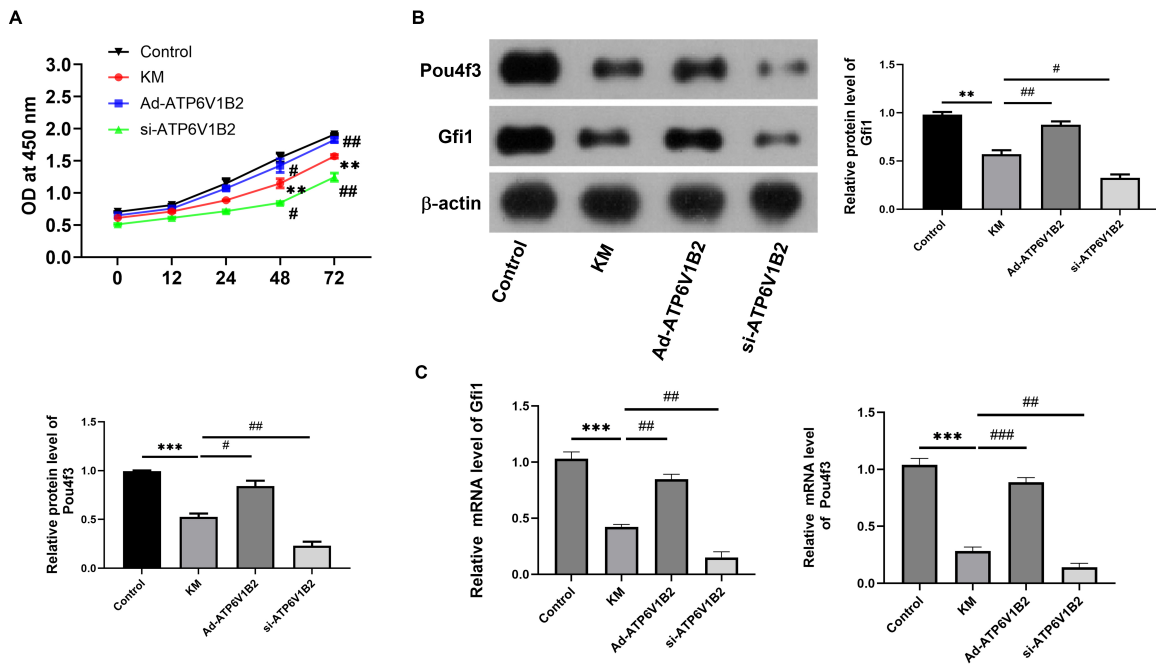 A
Control
KM
Ad-ATP6V1B2
si-ATP6V1B2
OD at 450 nm
3.0
2.5
2.0
1.5
1.0
0.5
0.0
0 12 24 48 72
#
**
#
##
**
##
B
Pou4f3
Gfi1
β-actin
Control
KM
Ad-ATP6V1B2
si-ATP6V1B2
Relative protein level of
Gfi1
1.5
1.0
0.5
0.0
**
##
#
Control
KM
Ad-ATP6V1B2
si-ATP6V1B2
Relative protein level of
Pou4f3
1.5
1.0
0.5
0.0
***
#
##
Control
KM
Ad-ATP6V1B2
si-ATP6V1B2
C
Relative mRNA level of Gfi1
1.5
1.0
0.5
0.0
***
##
##
Control
KM
Ad-ATP6V1B2
si-ATP6V1B2
Relative mRNA level
of Pou4f3
1.5
1.0
0.5
0.0
***
###
##
Control
KM
Ad-ATP6V1B2
si-ATP6V1B2